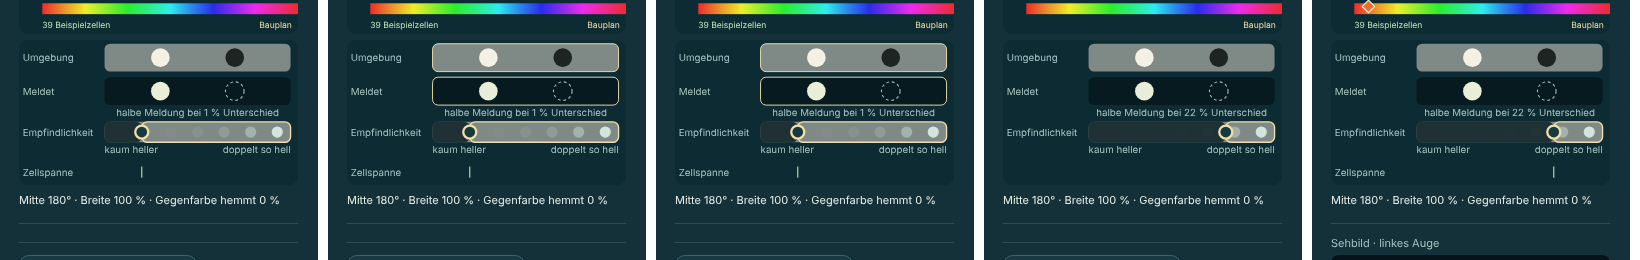 39 Beispielzellen Bauplan
Umgebung
Meldet
halbe Meldung bei 1 % Unterschied
Empfindlichkeit
kaum heller doppelt so hell
Zellspanne
Mitte 180° · Breite 100 % · Gegenfarbe hemmt 0 %
39 Beispielzellen Bauplan
Umgebung
Meldet
halbe Meldung bei 1 % Unterschied
Empfindlichkeit
kaum heller doppelt so hell
Zellspanne
Mitte 180° · Breite 100 % · Gegenfarbe hemmt 0 %
39 Beispielzellen Bauplan
Umgebung
Meldet
halbe Meldung bei 1 % Unterschied
Empfindlichkeit
kaum heller doppelt so hell
Zellspanne
Mitte 180° · Breite 100 % · Gegenfarbe hemmt 0 %
Umgebung
Meldet
halbe Meldung bei 22 % Unterschied
Empfindlichkeit
kaum heller doppelt so hell
Mitte 180° · Breite 100 % · Gegenfarbe hemmt 0 %
39 Beispielzellen Bauplan
Umgebung
Meldet
halbe Meldung bei 22 % Unterschied
Empfindlichkeit
kaum heller doppelt so hell
Zellspanne
Mitte 180° · Breite 100 % · Gegenfarbe hemmt 0 %
Sehbild · linkes Auge